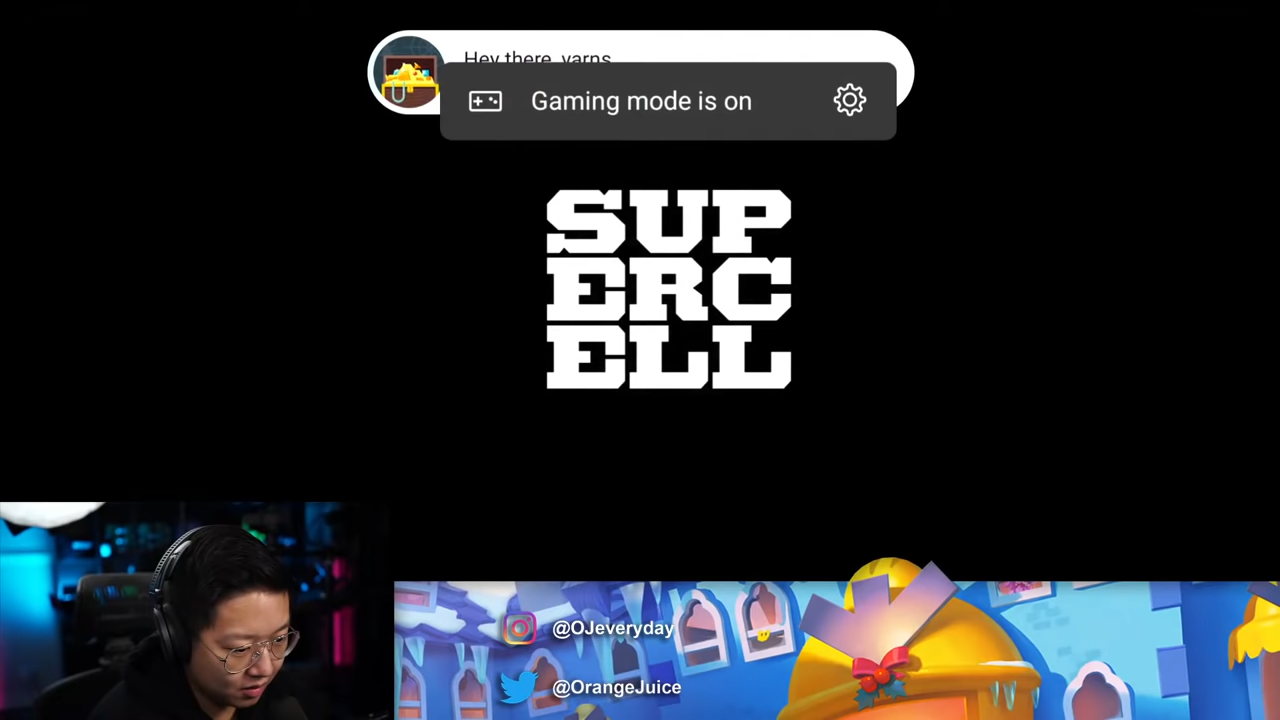 Hey there, yarns
Gaming mode is on
SUP
ERC
ELL
@OJeveryday
@OrangeJuice